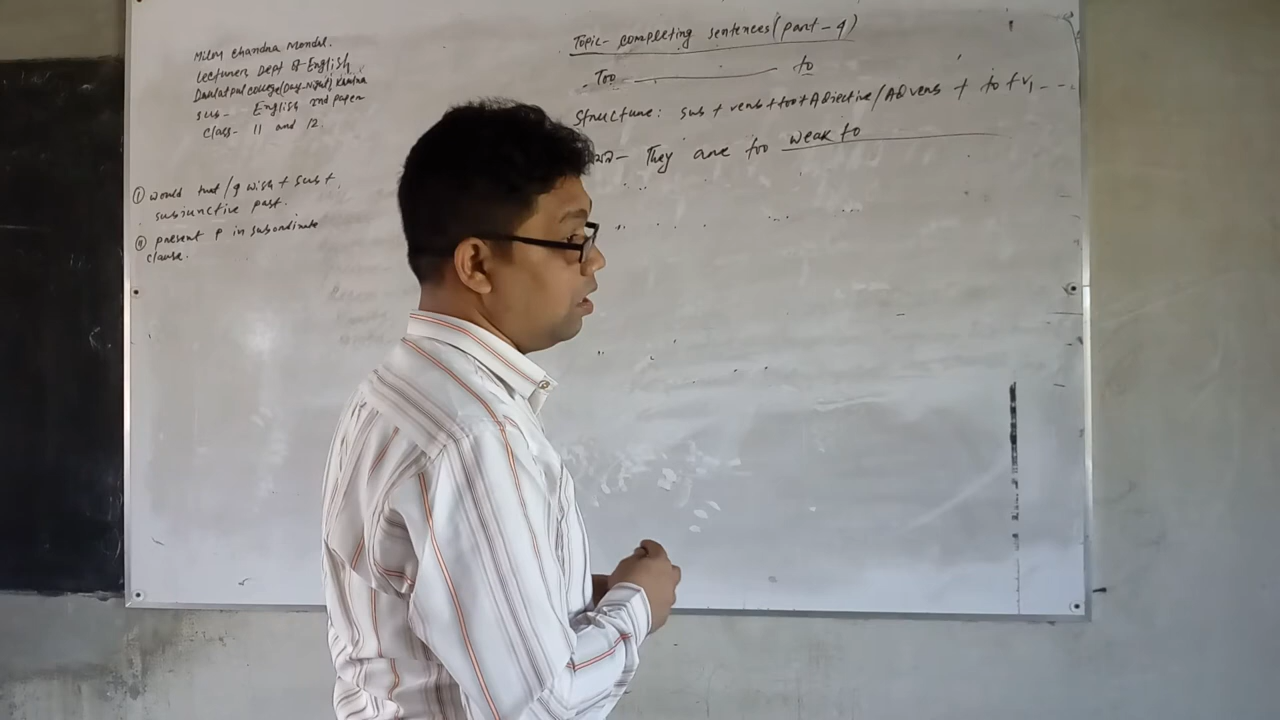 Milon Chandra Mondal.
Lecturer, Dept of English
Daulatpur college (Day-Night), Khulna
sub- English 2nd paper
class- 11 and 12.
① would that / I wish + sub +
subjunctive past.
② present P in subordinate
clause.
Topic- completing sentences (part-4)
Too ______ to
Structure: sub + verb + too + Adjective / Adverb + to + v1 ....
They are too weak to ______